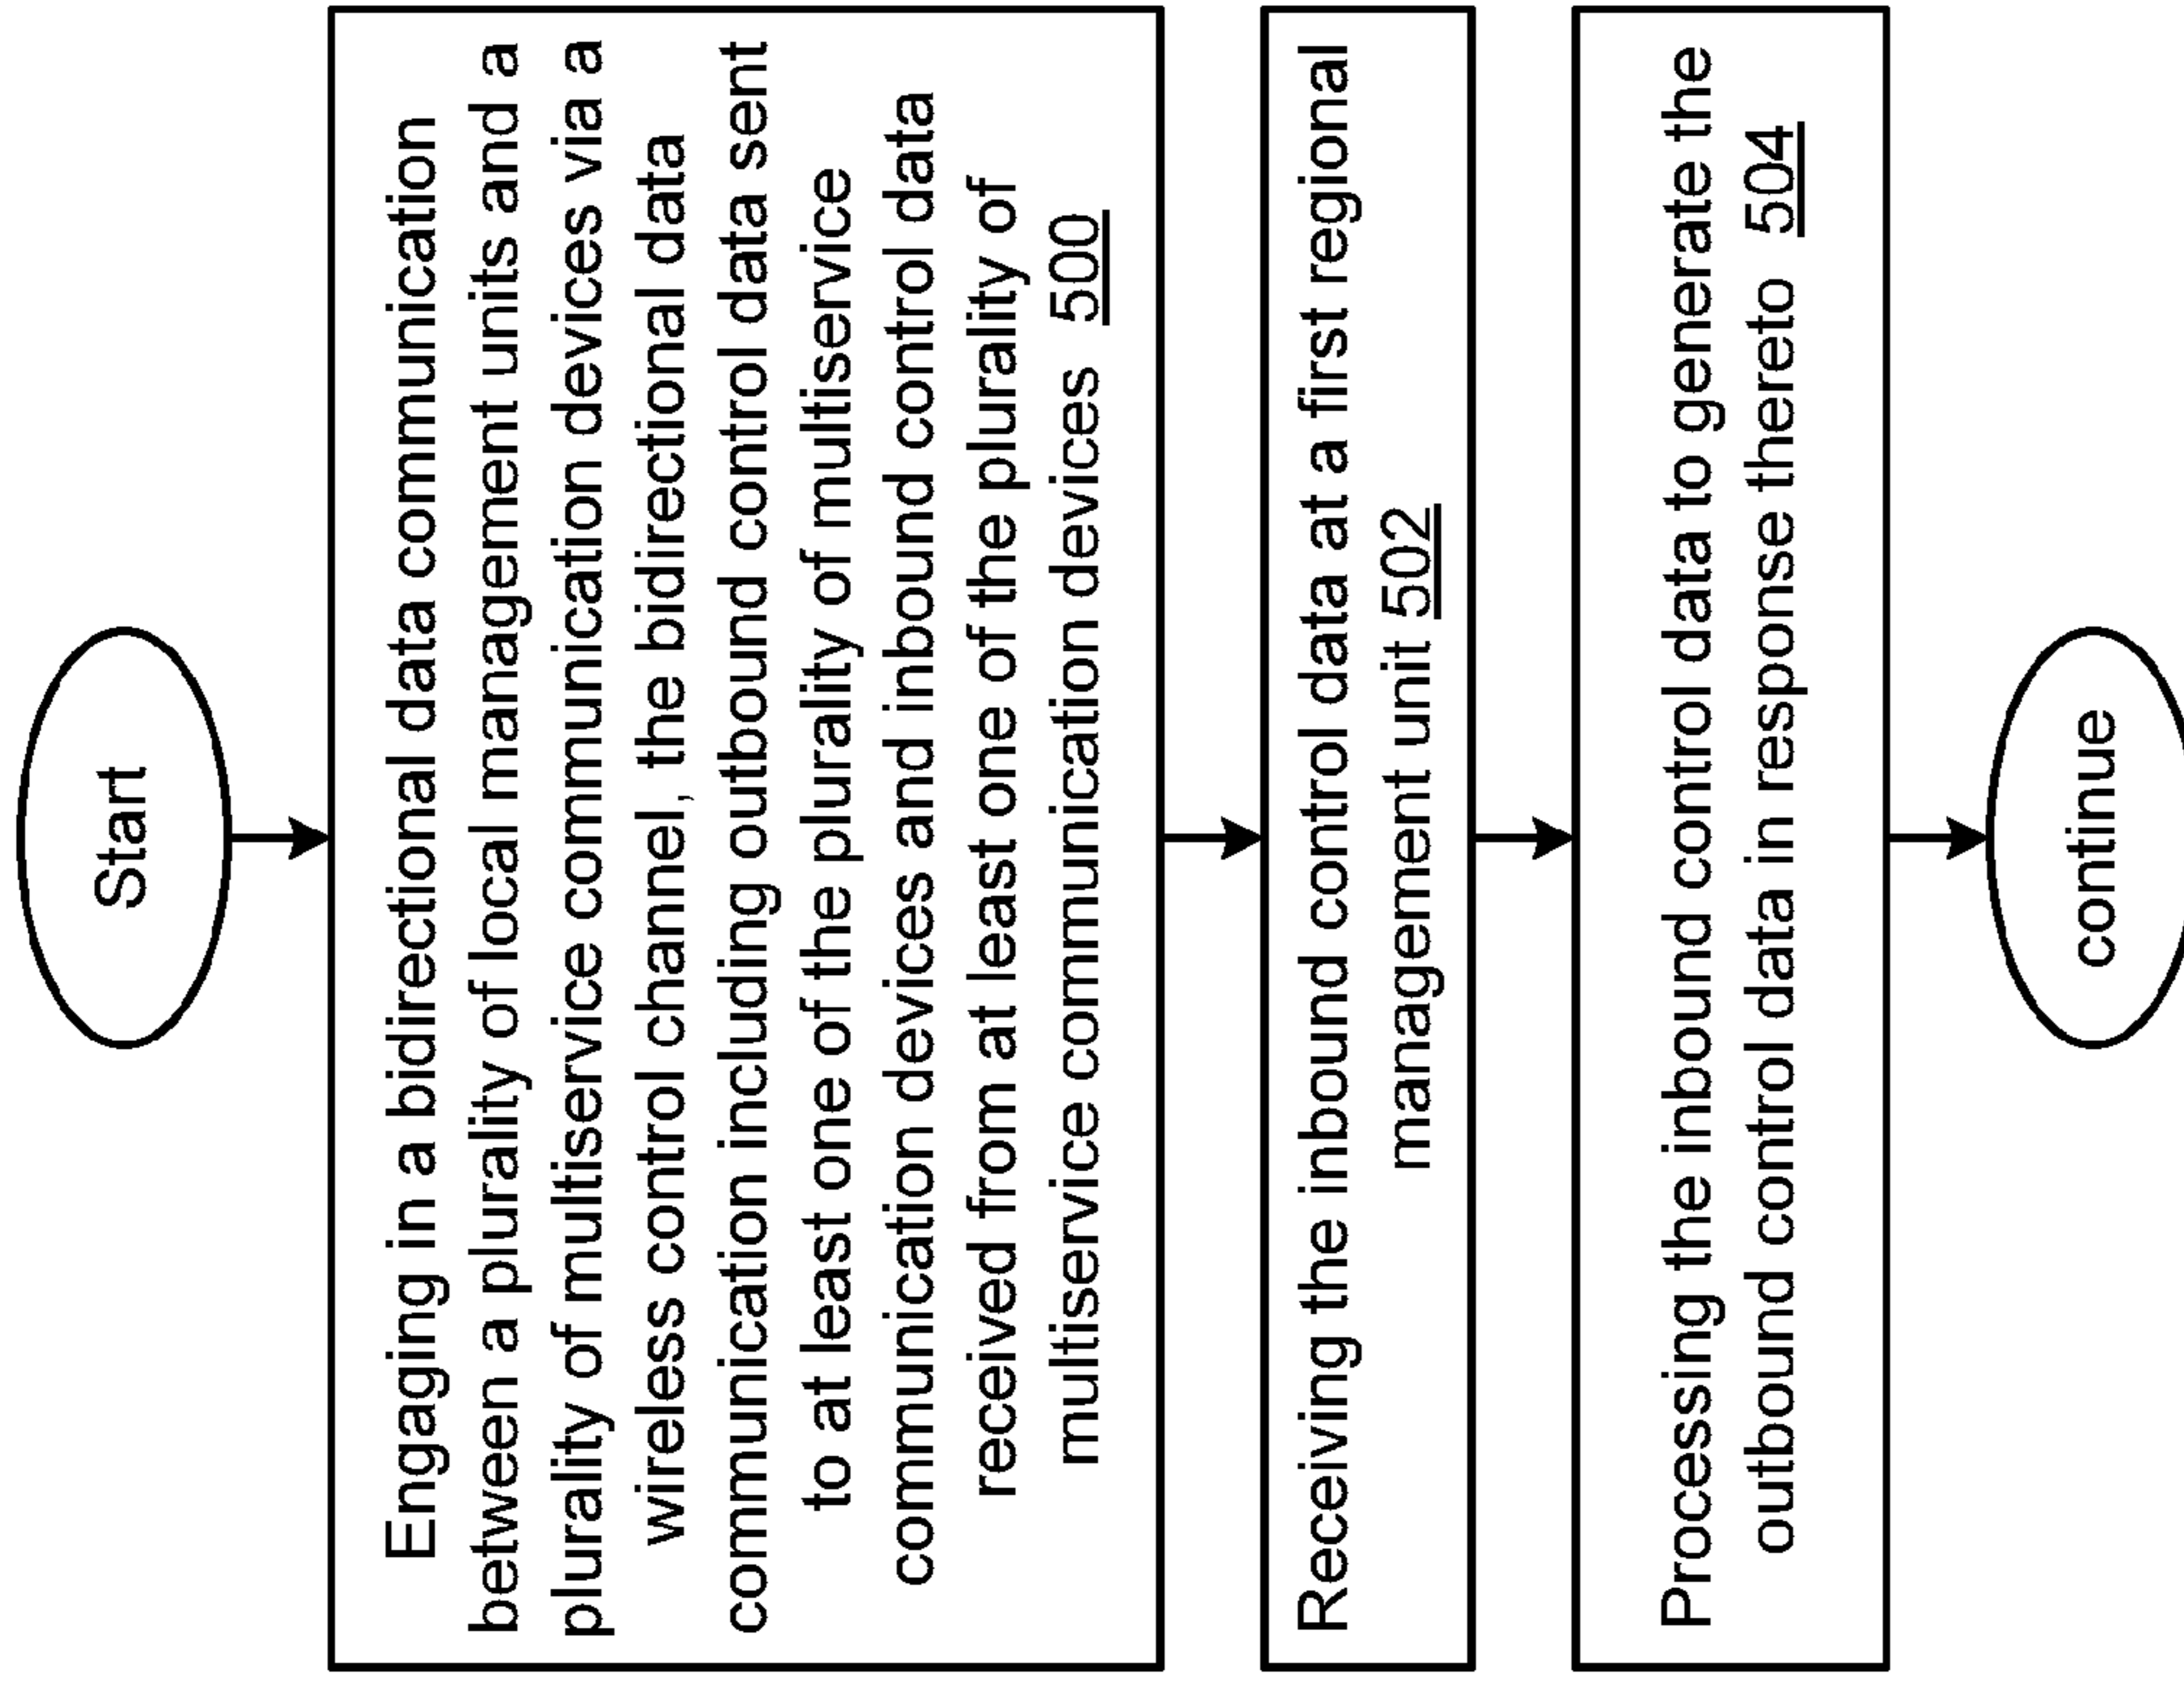 Start
Engaging in a bidirectional data communication
between a plurality of local management units and a
plurality of multiservice communication devices via a
wireless control channel, the bidirectional data
communication including outbound control data sent
to at least one of the plurality of multiservice
communication devices and inbound control data
received from at least one of the plurality of
multiservice communication devices 500
Receiving the inbound control data at a first regional
management unit 502
Processing the inbound control data to generate the
outbound control data in response thereto 504
continue